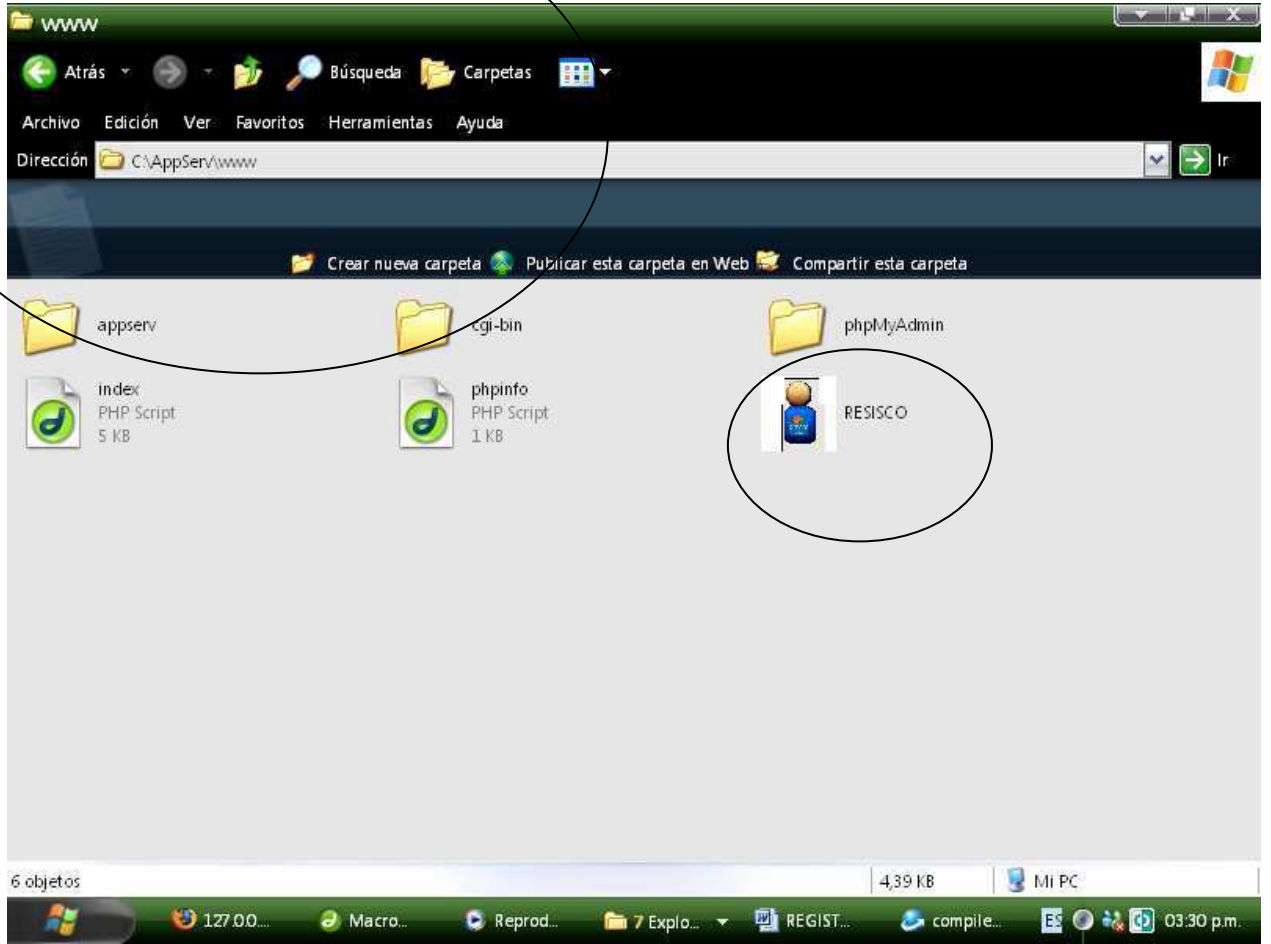 www
Atrás Búsqueda Carpetas
Archivo Edición Ver Favoritos Herramientas Ayuda
Dirección C:\AppServ\www Ir
Crear nueva carpeta Publicar esta carpeta en Web Compartir esta carpeta
appserv cgi-bin phpMyAdmin
index phpinfo RESISCO
PHP Script PHP Script
5 KB 1 KB
6 objetos 4,39 KB Mi PC
127.0.0.... Macro... Reprod... 7 Explo... REGIST... compile... ES 03:30 p.m.